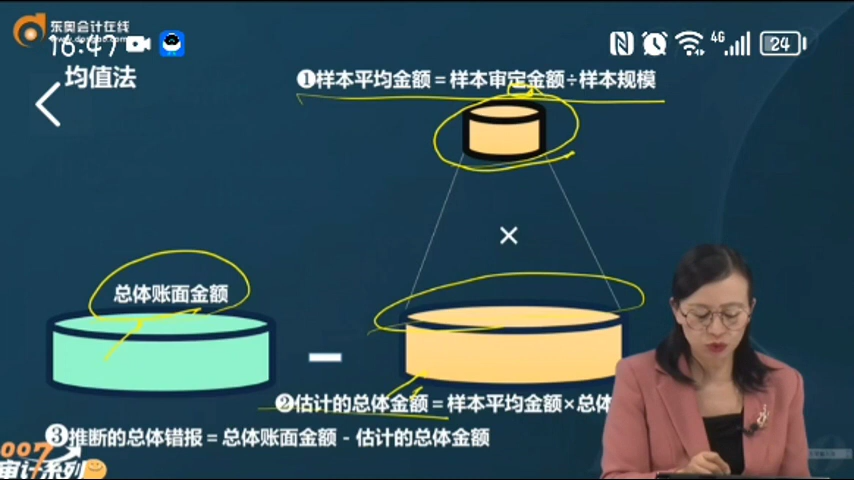 东奥会计在线
16:47
4G
24
均值法
❶样本平均金额=样本审定金额÷样本规模
×
总体账面金额
❷估计的总体金额=样本平均金额×总体
❸推断的总体错报=总体账面金额-估计的总体金额
007
审计系列